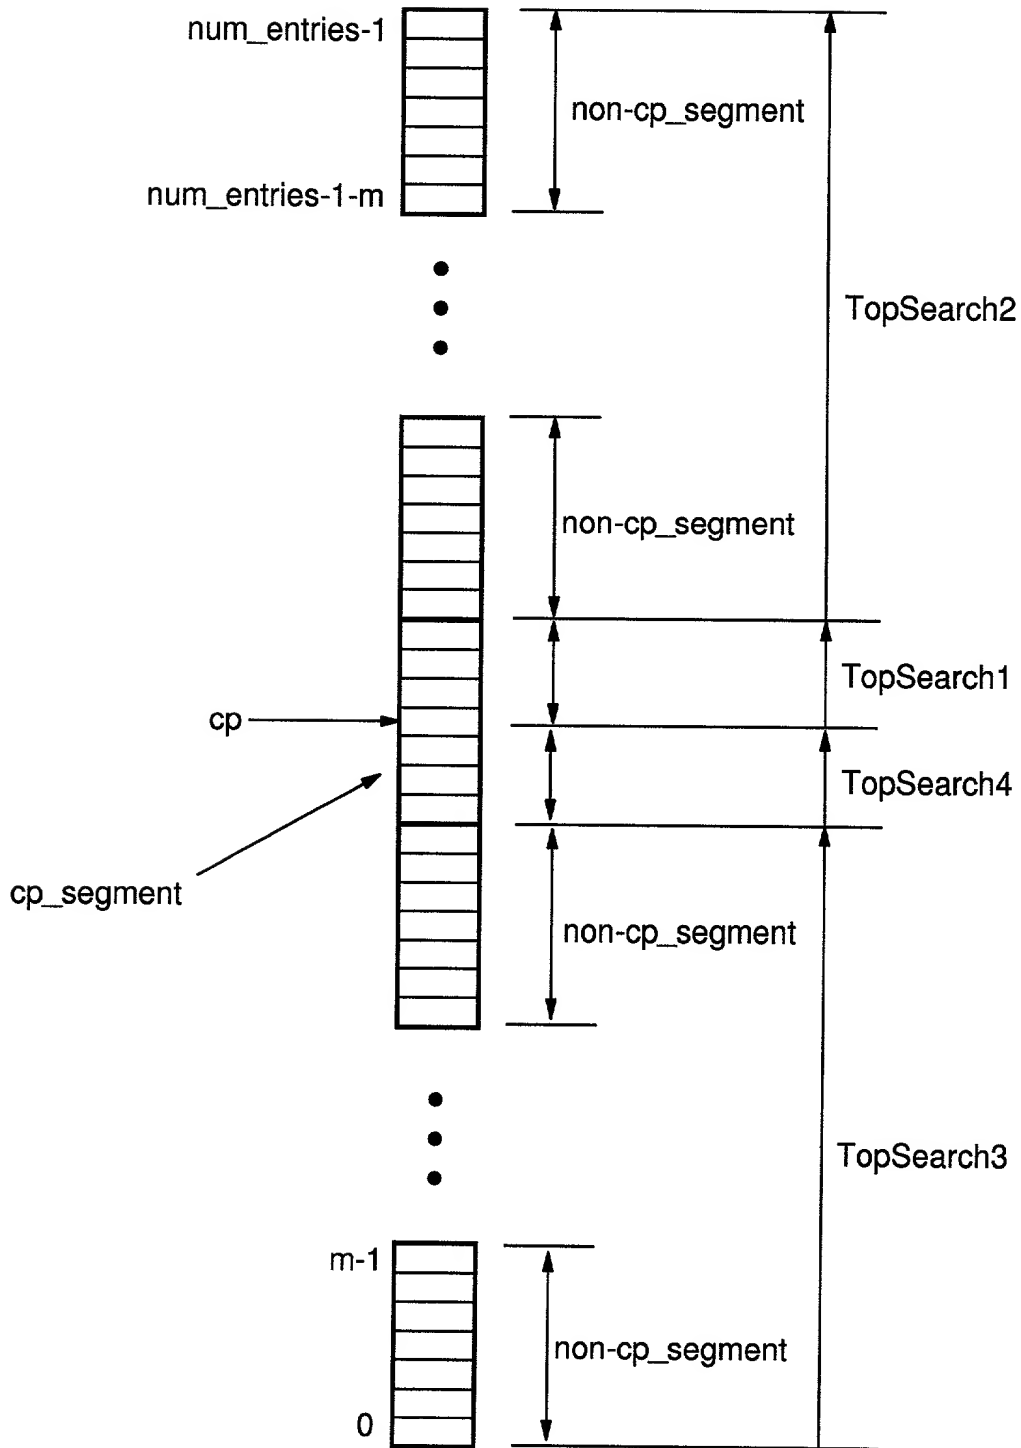 num_entries-1
non-cp_segment
num_entries-1-m
TopSearch2
non-cp_segment
TopSearch1
cp
TopSearch4
cp_segment
non-cp_segment
TopSearch3
m-1
non-cp_segment
0